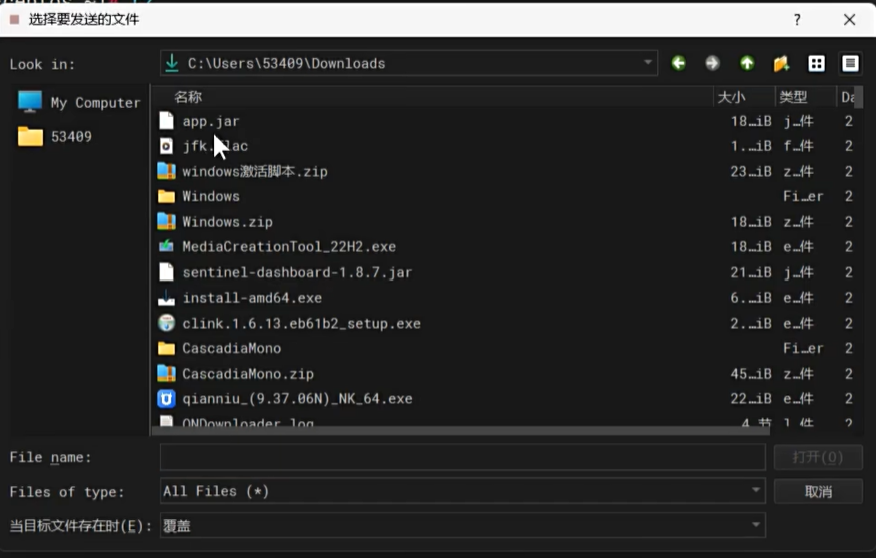 选择要发送的文件 ?
Look in: C:\Users\53409\Downloads
My Computer
53409
名称 大小 类型 Da
app.jar 18…iB j…件 2
jfk. lac 1.…iB f…件 2
windows激活脚本.zip 23…iB z…件 2
Windows Fi…er 2
Windows.zip 18…iB z…件 2
MediaCreationTool_22H2.exe 18…iB e…件 2
sentinel-dashboard-1.8.7.jar 21…iB j…件 2
install-amd64.exe 6.…iB e…件 2
clink.1.6.13.eb61b2_setup.exe 2.…iB e…件 2
CascadiaMono Fi…er 2
CascadiaMono.zip 45…iB z…件 2
qianniu_(9.37.06N)_NK_64.exe 22…iB e…件 2
QNDownloader.log 4 节 l 件 2
File name: 打开(O)
Files of type: All Files (*) 取消
当目标文件存在时(E): 覆盖